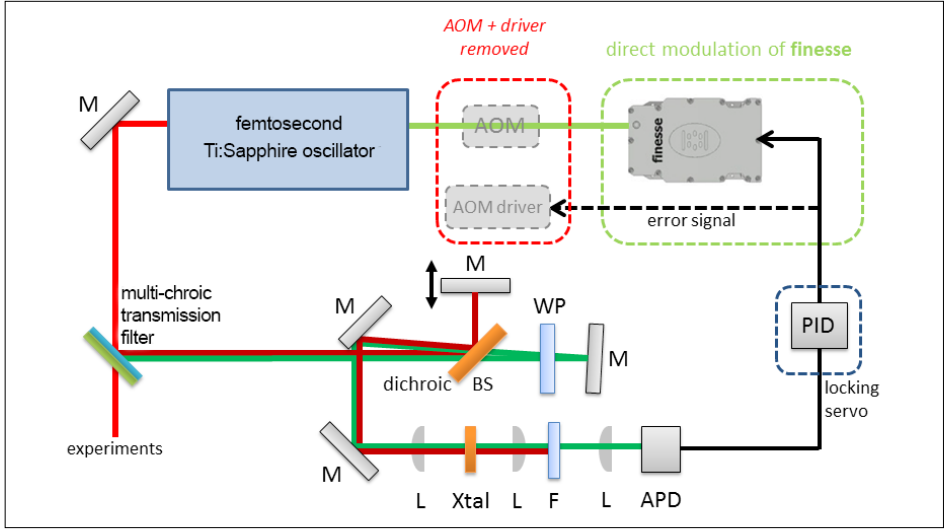 AOM + driver
removed
direct modulation of finesse
M
femtosecond
Ti:Sapphire oscillator
AOM
finesse
AOM driver
error signal
M
multi-chroic
transmission
filter
M
WP
PID
M
dichroic
BS
locking
servo
experiments
M
L
Xtal
L
F
L
APD